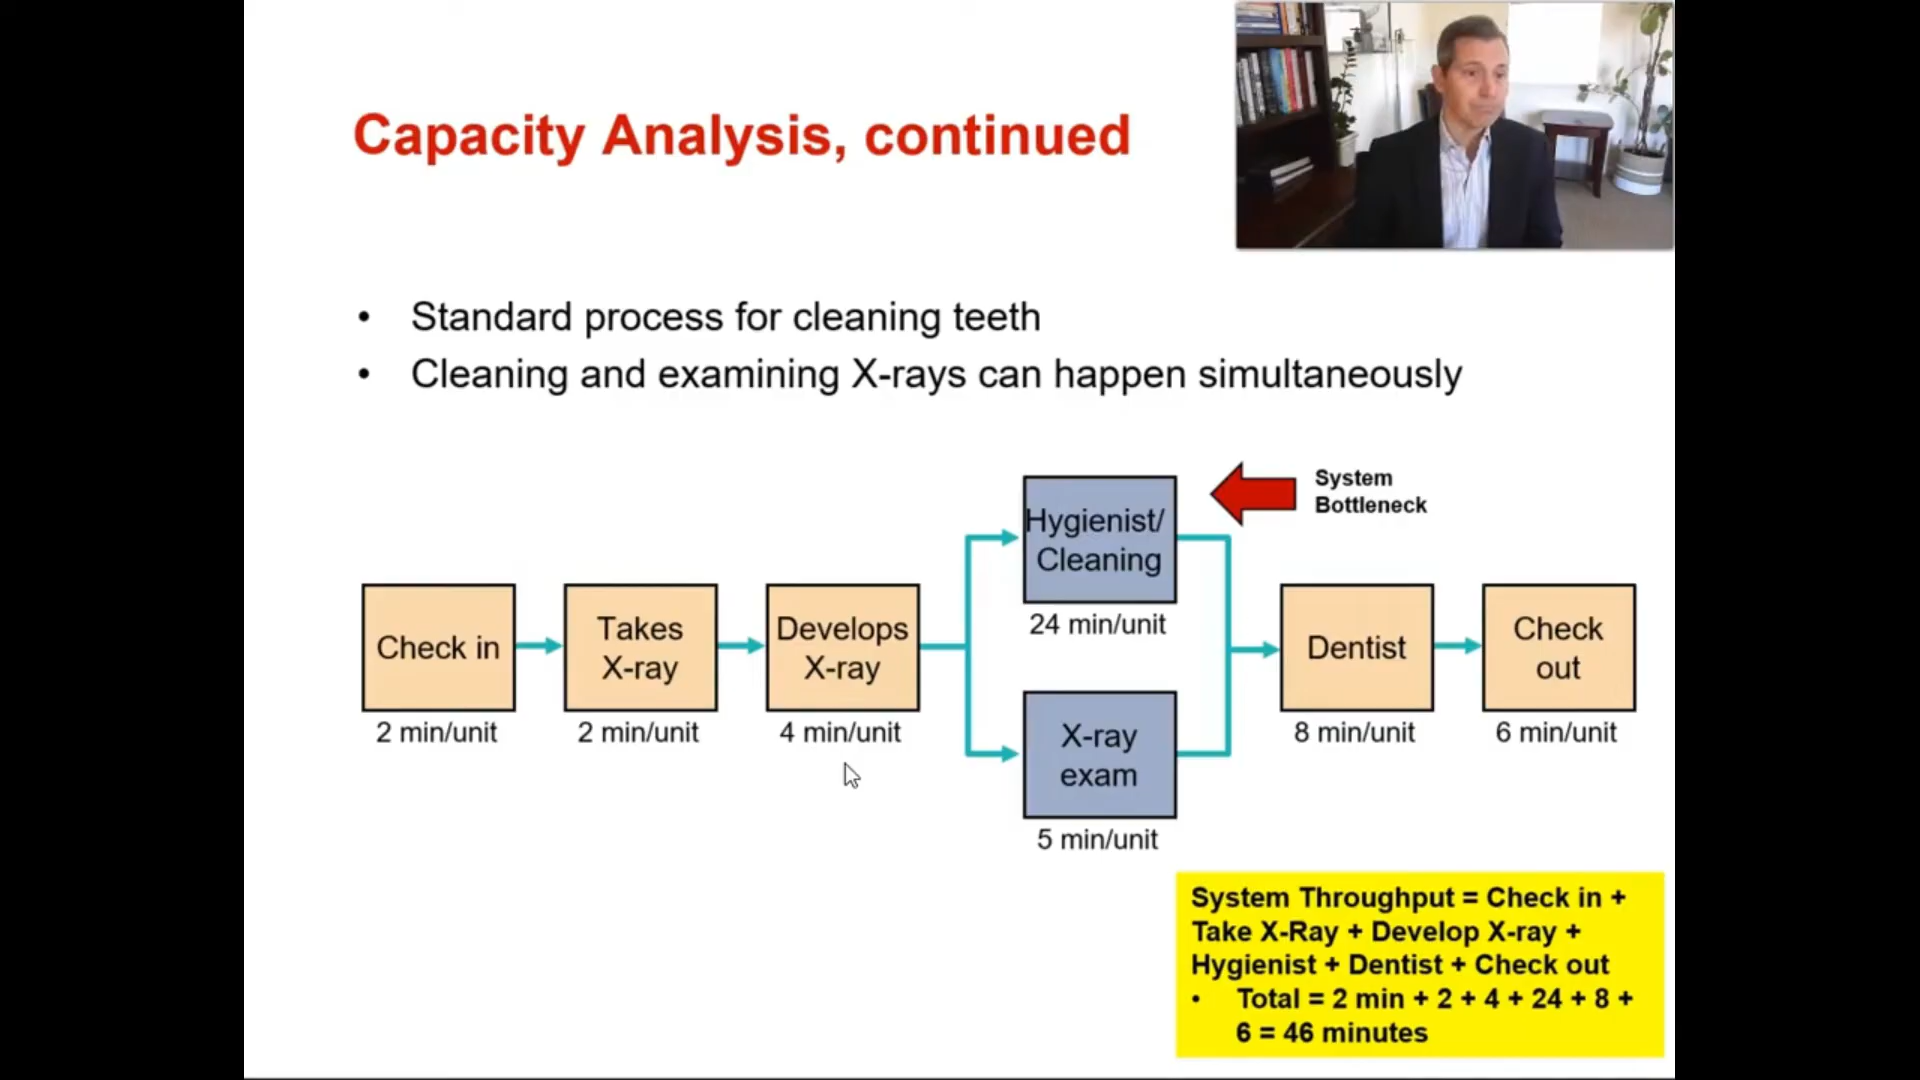 Capacity Analysis, continued
• Standard process for cleaning teeth
• Cleaning and examining X-rays can happen simultaneously
System
Bottleneck
Hygienist/
Cleaning
24 min/unit
Check in
2 min/unit
Takes
X-ray
2 min/unit
Develops
X-ray
4 min/unit
X-ray
exam
5 min/unit
Dentist
8 min/unit
Check
out
6 min/unit
System Throughput = Check in +
Take X-Ray + Develop X-ray +
Hygienist + Dentist + Check out
• Total = 2 min + 2 + 4 + 24 + 8 +
6 = 46 minutes